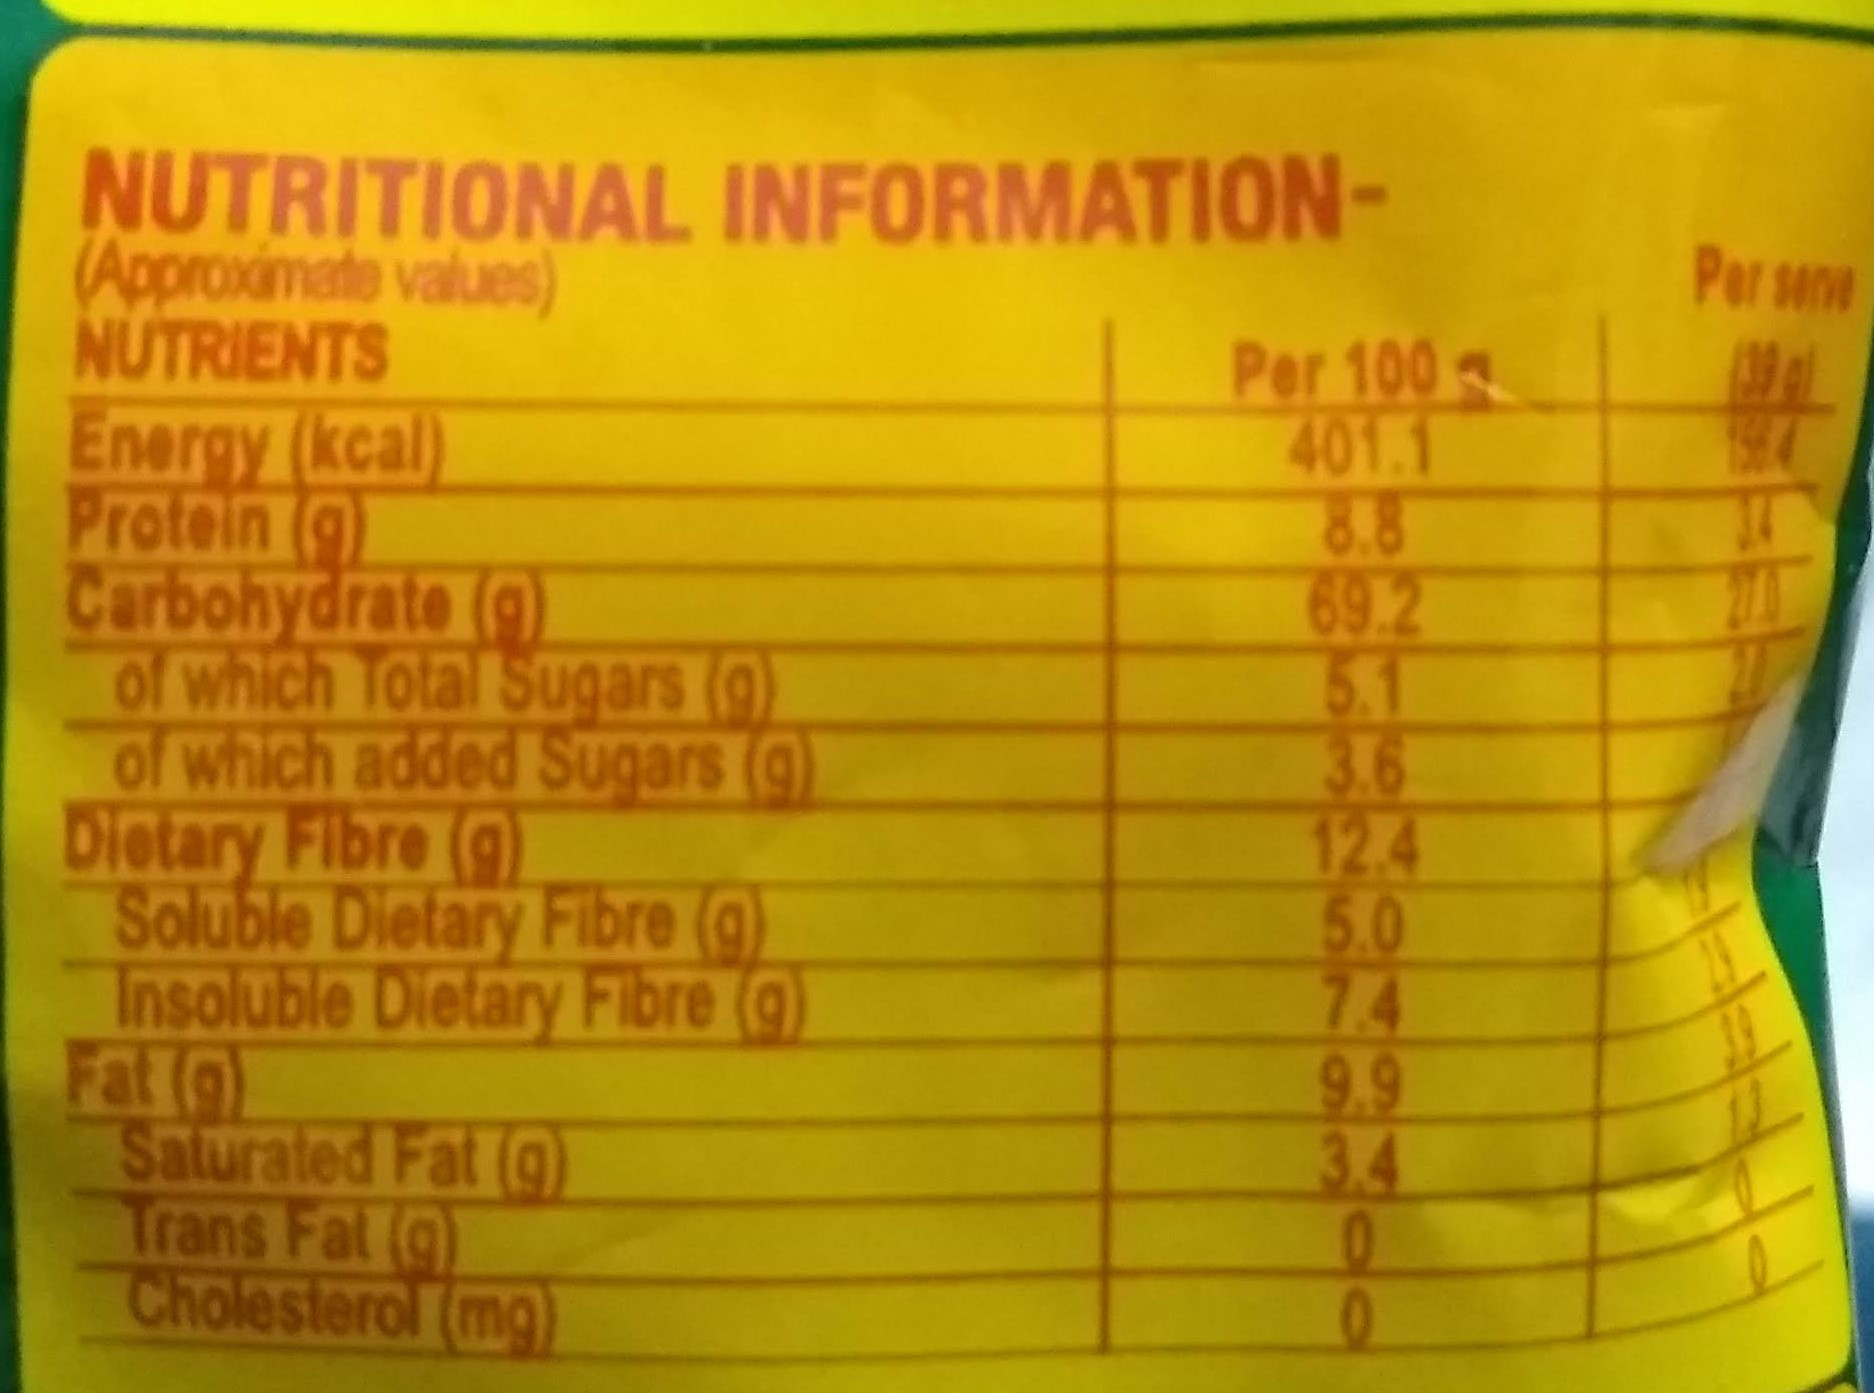 NUTRITIONAL INFORMATION-
(Approximate values)
Per serve
NUTRIENTS Per 100 g (39 g)
Energy (kcal) 401.1 156.4
Protein (g) 8.8 3.4
Carbohydrate (g) 69.2 27.0
of which Total Sugars (g) 5.1 2.0
of which added Sugars (g) 3.6
Dietary Fibre (g) 12.4
Soluble Dietary Fibre (g) 5.0 1.9
Insoluble Dietary Fibre (g) 7.4 2.9
Fat (g) 9.9 3.9
Saturated Fat (g) 3.4 1.3
Trans Fat (g) 0 0
Cholesterol (mg) 0 0